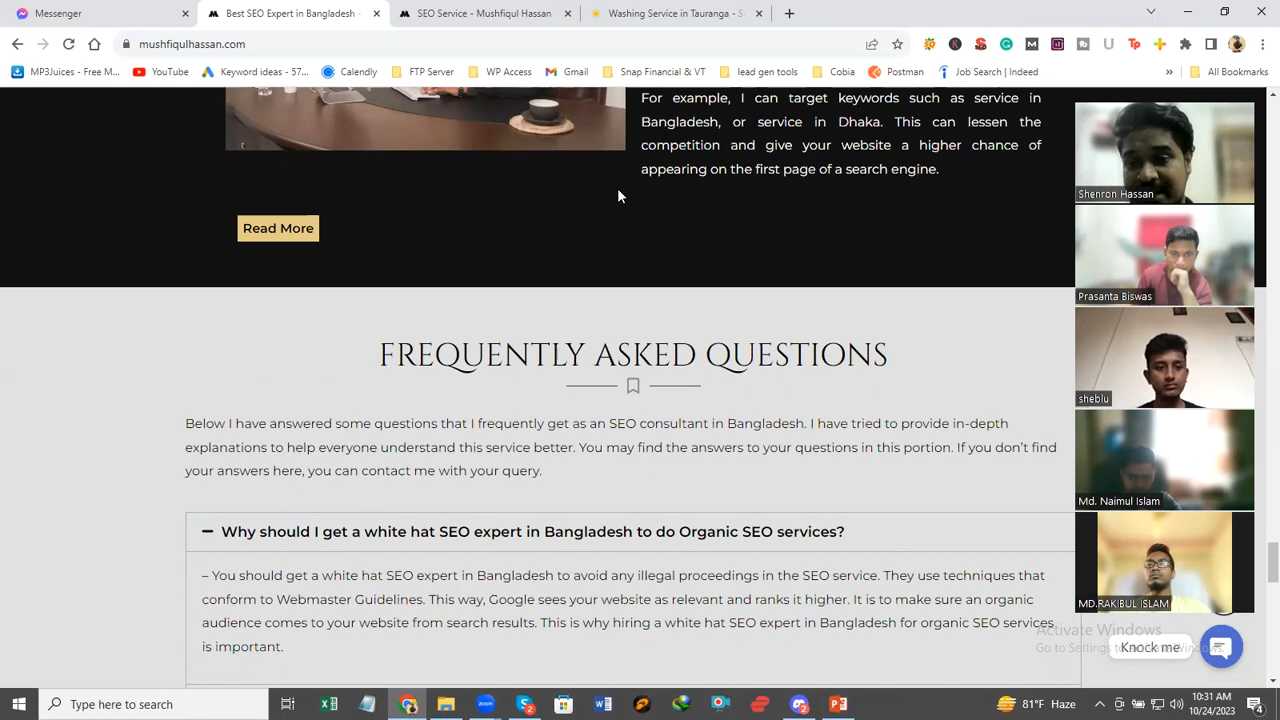 Messenger
Best SEO Expert in Bangladesh -
SEO Service - Mushfiqul Hassan
Washing Service in Tauranga - S
mushfiqulhassan.com
MP3Juices - Free M...
YouTube
Keyword ideas - 57...
Calendly
FTP Server
WP Access
Gmail
Snap Financial & VT
lead gen tools
Cobia
Postman
Job Search | Indeed
»
All Bookmarks
For example, I can target keywords such as service in
Bangladesh, or service in Dhaka. This can lessen the
competition and give your website a higher chance of
appearing on the first page of a search engine.
Read More
FREQUENTLY ASKED QUESTIONS
Below I have answered some questions that I frequently get as an SEO consultant in Bangladesh. I have tried to provide in-depth
explanations to help everyone understand this service better. You may find the answers to your questions in this portion. If you don't find
your answers here, you can contact me with your query.
Why should I get a white hat SEO expert in Bangladesh to do Organic SEO services?
– You should get a white hat SEO expert in Bangladesh to avoid any illegal proceedings in the SEO service. They use techniques that
conform to Webmaster Guidelines. This way, Google sees your website as relevant and ranks it higher. It is to make sure an organic
audience comes to your website from search results. This is why hiring a white hat SEO expert in Bangladesh for organic SEO services
is important.
Shenron Hassan
Prasanta Biswas
sheblu
Md. Naimul Islam
MD.RAKIBUL ISLAM
Activate Windows
Go to Settings to activate Windows.
Knock me
Type here to search
81°F Haze
10:31 AM
10/24/2023
4